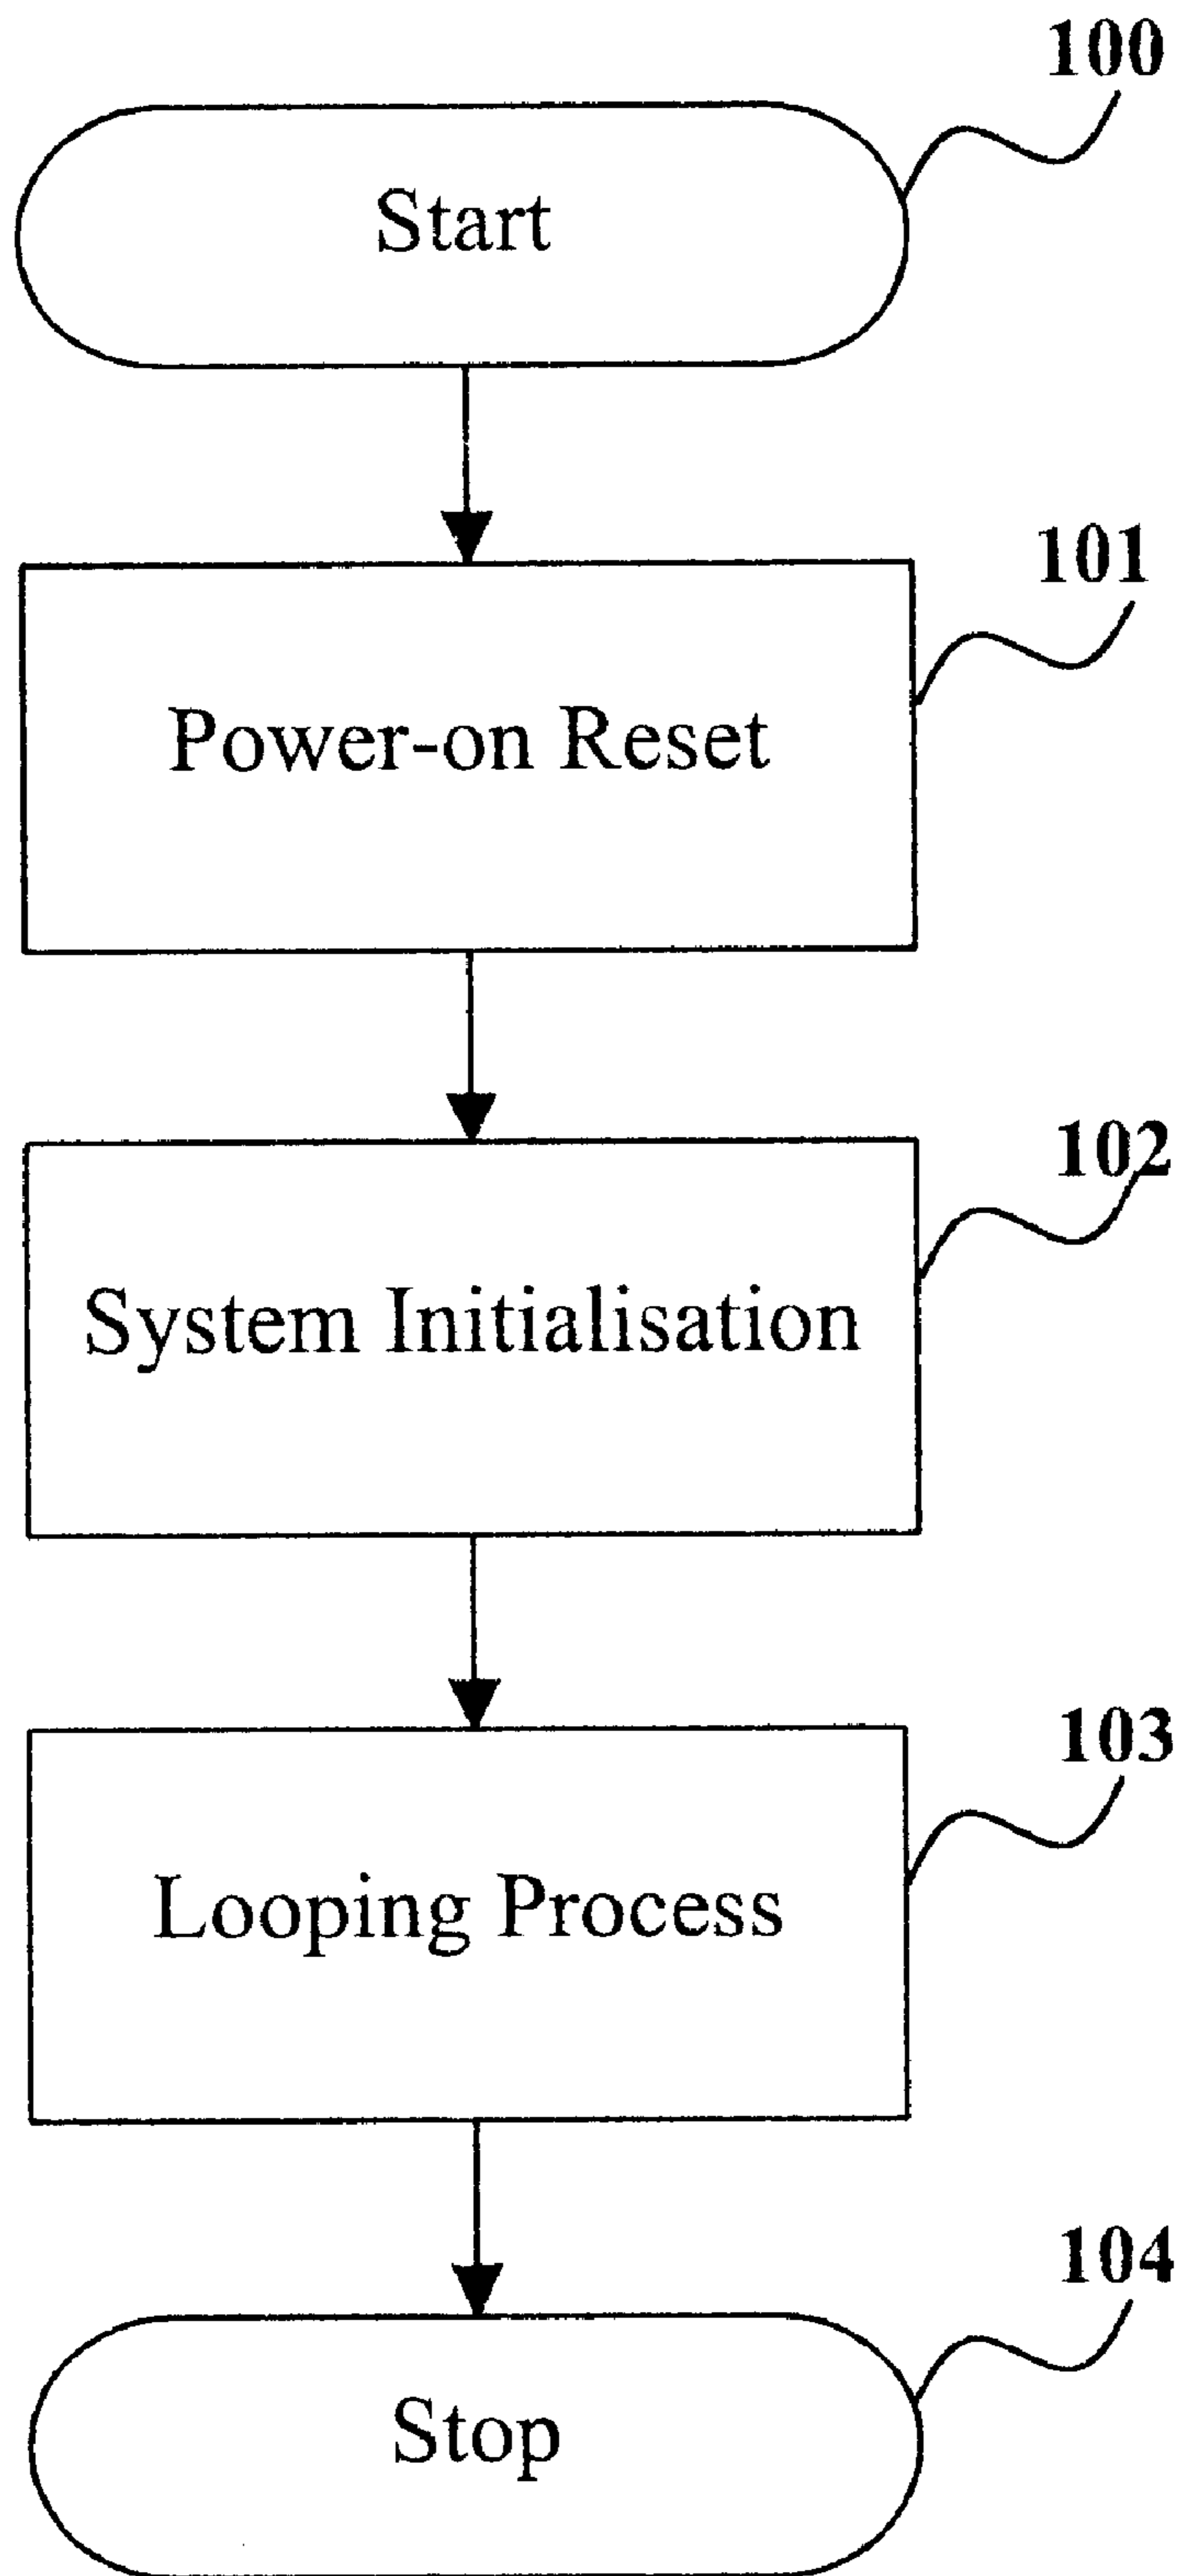 100
Start
101
Power-on Reset
102
System Initialisation
103
Looping Process
104
Stop